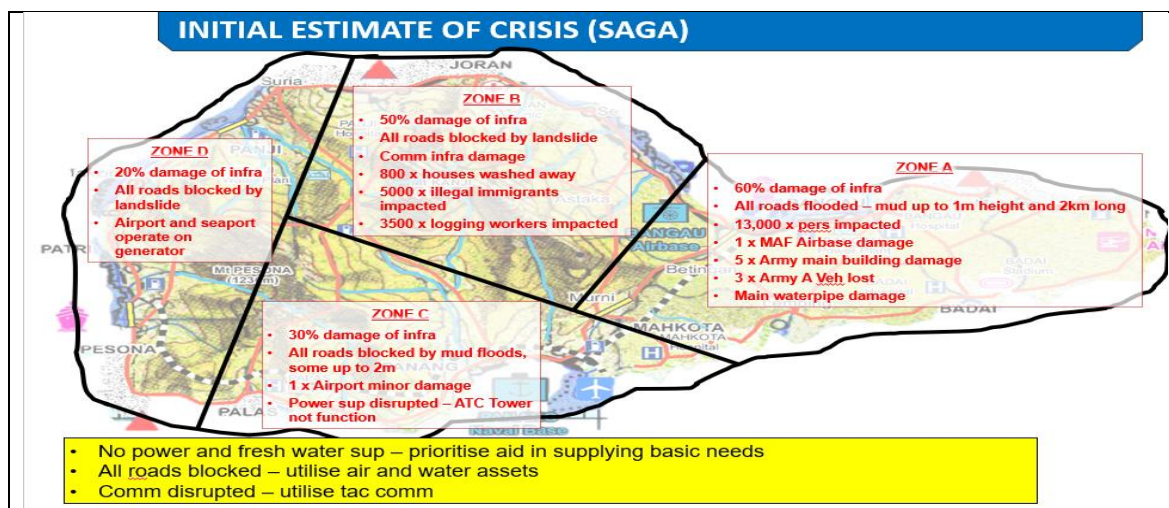 INITIAL ESTIMATE OF CRISIS (SAGA)
JORAN
Suria
ZONE B
• 50% damage of infra
• All roads blocked by landslide
• Comm infra damage
• 800 x houses washed away
• 5000 x illegal immigrants
impacted
• 3500 x logging workers impacted
PANJI
ZONE D
• 20% damage of infra
• All roads blocked by
landslide
• Airport and seaport
operate on
generator
ZONE A
• 60% damage of infra
• All roads flooded – mud up to 1m height and 2km long
• 13,000 x pers impacted
• 1 x MAF Airbase damage
• 5 x Army main building damage
• 3 x Army A Veh lost
• Main waterpipe damage
Astaka
Airbase
Betingan
BADAI
Stadium
BADAI
Mt PESONA
Murni
MAHKOTA
MAHKOTA
Hospital
PESONA
ZONE C
• 30% damage of infra
• All roads blocked by mud floods,
some up to 2m
• 1 x Airport minor damage
• Power sup disrupted – ATC Tower
not function
PALAS
Naval Base
• No power and fresh water sup – prioritise aid in supplying basic needs
• All roads blocked – utilise air and water assets
• Comm disrupted – utilise tac comm